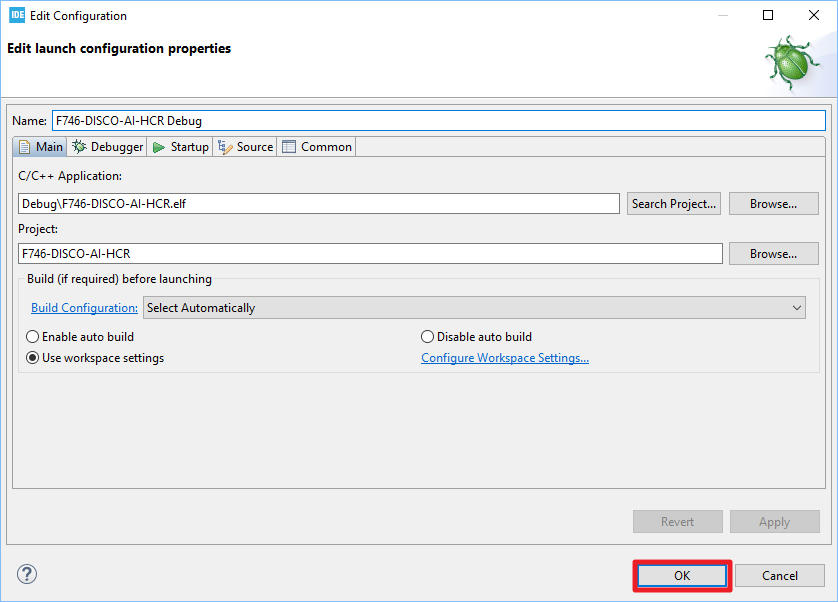 IDE Edit Configuration
Edit launch configuration properties
Name: F746-DISCO-AI-HCR Debug
Main Debugger Startup Source Common
C/C++ Application:
Debug\F746-DISCO-AI-HCR.elf Search Project... Browse...
Project:
F746-DISCO-AI-HCR Browse...
Build (if required) before launching
Build Configuration: Select Automatically
Enable auto build Disable auto build
Use workspace settings Configure Workspace Settings...
Revert Apply
? OK Cancel